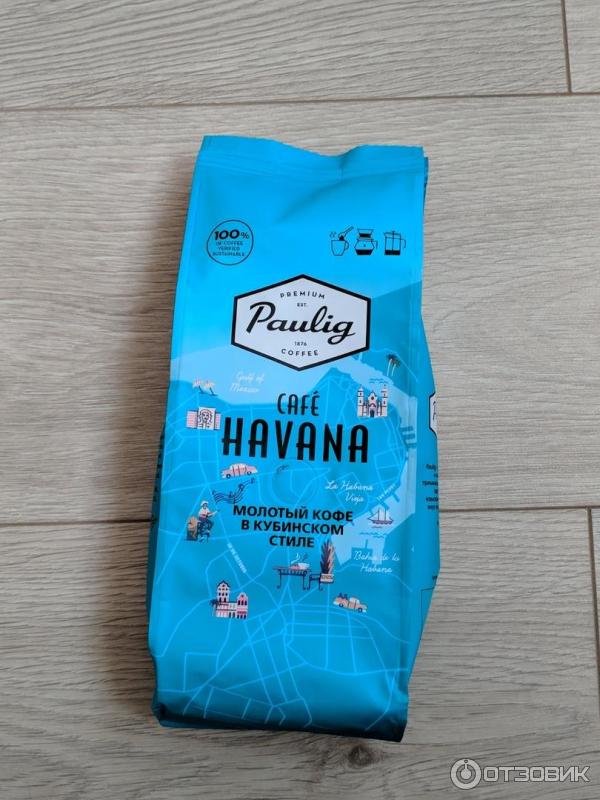 100%
OF COFFEE
VERIFIED
SUSTAINABLE
PREMIUM
EST.
Paulig
1876
COFFEE
Gulf of
Mexico
CAFÉ
HAVANA
La Habana
Vieja
МОЛОТЫЙ КОФЕ
В КУБИНСКОМ
СТИЛЕ
Bahia de la
Habana
ОТЗОВИК